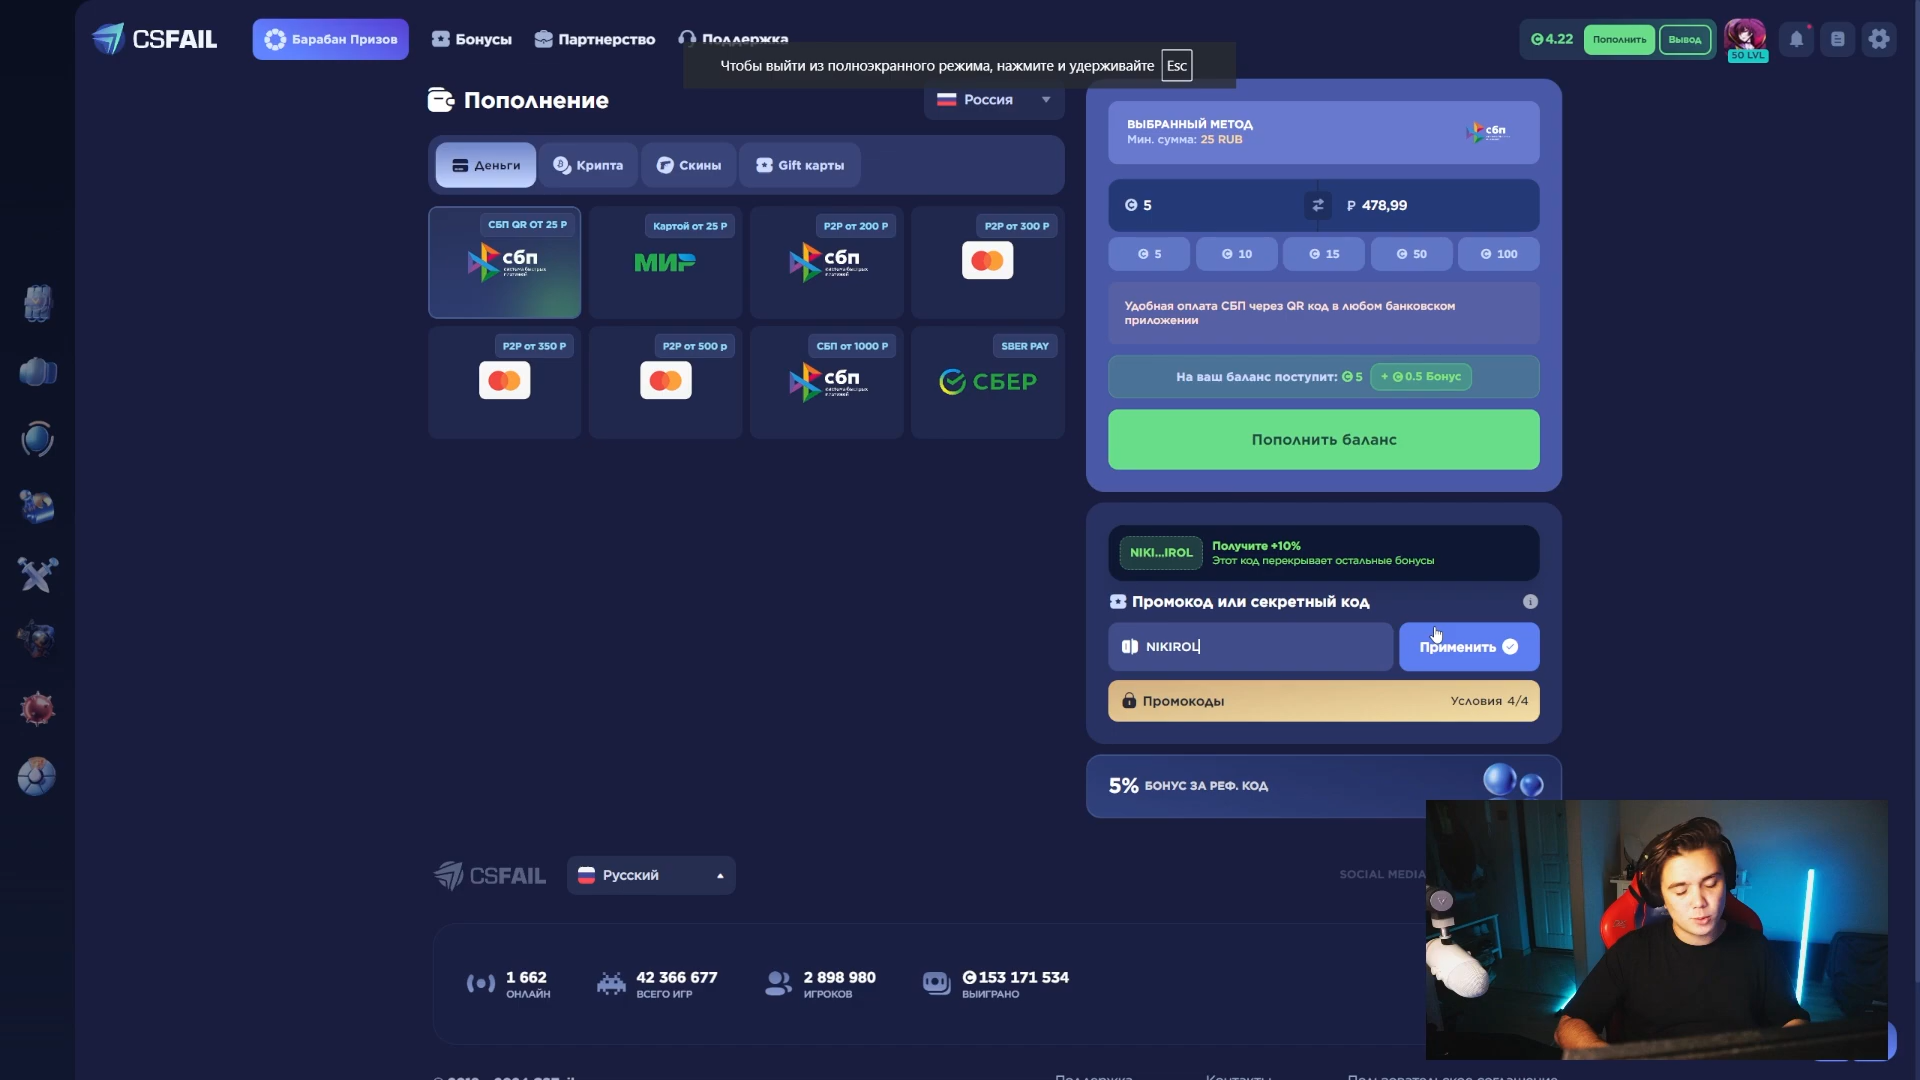 CSFAIL
Барабан Призов
Бонусы
Партнерство
Поддержка
4.22
Пополнить
Вывод
50 LVL
Чтобы выйти из полноэкранного режима, нажмите и удерживайте Esc
Пополнение
Россия
Деньги
Крипта
Скины
Gift карты
СБП QR ОТ 25 Р
сбп
Картой от 25 Р
МИР
P2P от 200 Р
сбп
P2P от 300 Р
P2P от 350 Р
P2P от 500 р
СБП от 1000 Р
сбп
SBER PAY
СБЕР
ВЫБРАННЫЙ МЕТОД
Мин. сумма: 25 RUB
сбп
5
₽ 478,99
5
10
15
50
100
Удобная оплата СБП через QR код в любом банковском
приложении
На ваш баланс поступит: 5
+ 0.5 Бонус
Пополнить баланс
NIKI...IROL
Получите +10%
Этот код перекрывает остальные бонусы
Промокод или секретный код
NIKIROL
Применить
Промокоды
Условия 4/4
5% БОНУС ЗА РЕФ. КОД
CSFAIL
Русский
SOCIAL MEDIA
1 662
ОНЛАЙН
42 366 677
ВСЕГО ИГР
2 898 980
ИГРОКОВ
153 171 534
ВЫИГРАНО
Поддержка
Контакты
Пользовательское соглашение